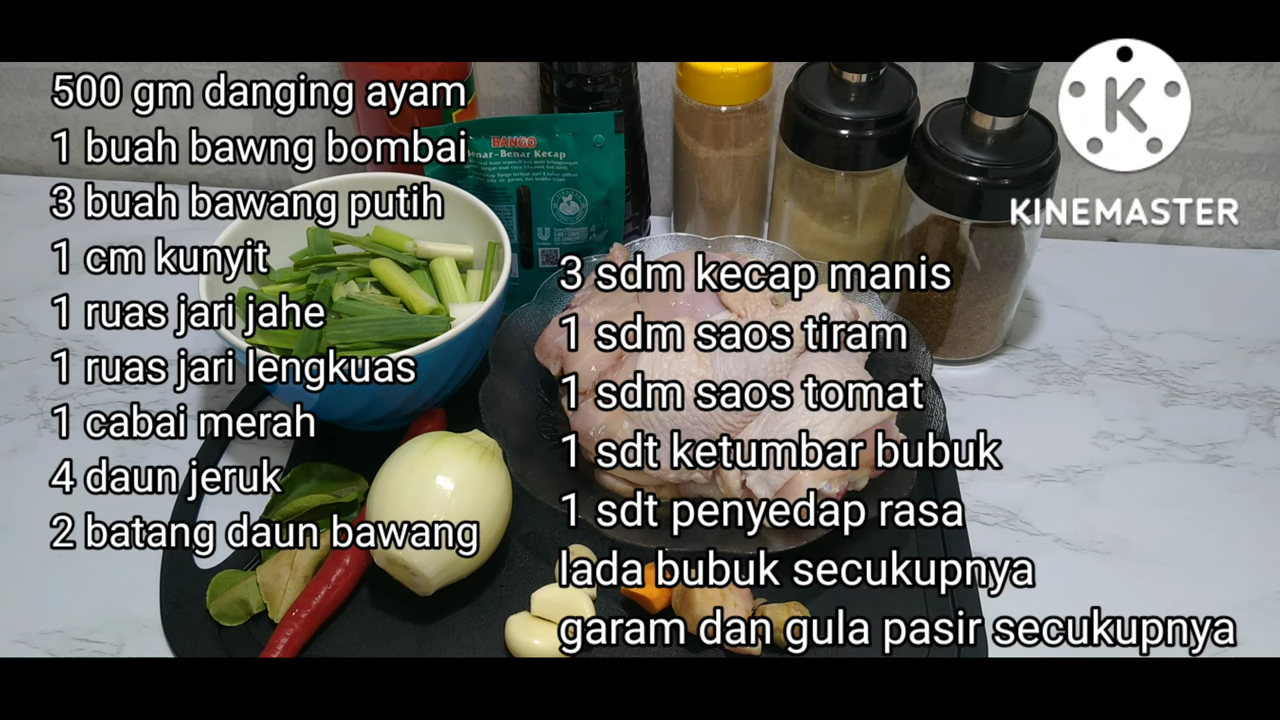 500 gm danging ayam
1 buah bawng bombai
3 buah bawang putih
1 cm kunyit
1 ruas jari jahe
1 ruas jari lengkuas
1 cabai merah
4 daun jeruk
2 batang daun bawang
3 sdm kecap manis
1 sdm saos tiram
1 sdm saos tomat
1 sdt ketumbar bubuk
1 sdt penyedap rasa
lada bubuk secukupnya
garam dan gula pasir secukupnya
K
KINEMASTER
BANGO
Benar-Benar Kecap